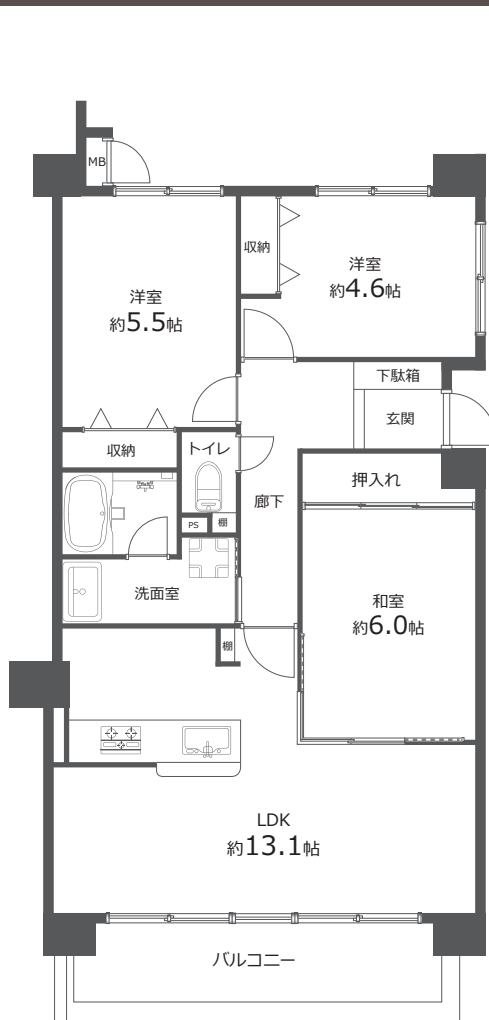 MB
収納
洋室
約4.6帖
洋室
約5.5帖
下駄箱
玄関
収納
トイレ
押入れ
廊下
PS
棚
洗面室
和室
約6.0帖
棚
LDK
約13.1帖
バルコニー